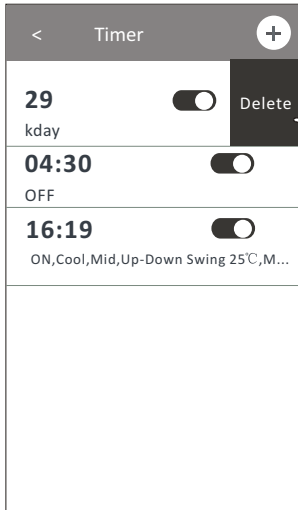 < Timer +
29 Delete
kday
04:30
OFF
16:19
ON,Cool,Mid,Up-Down Swing 25℃,M...